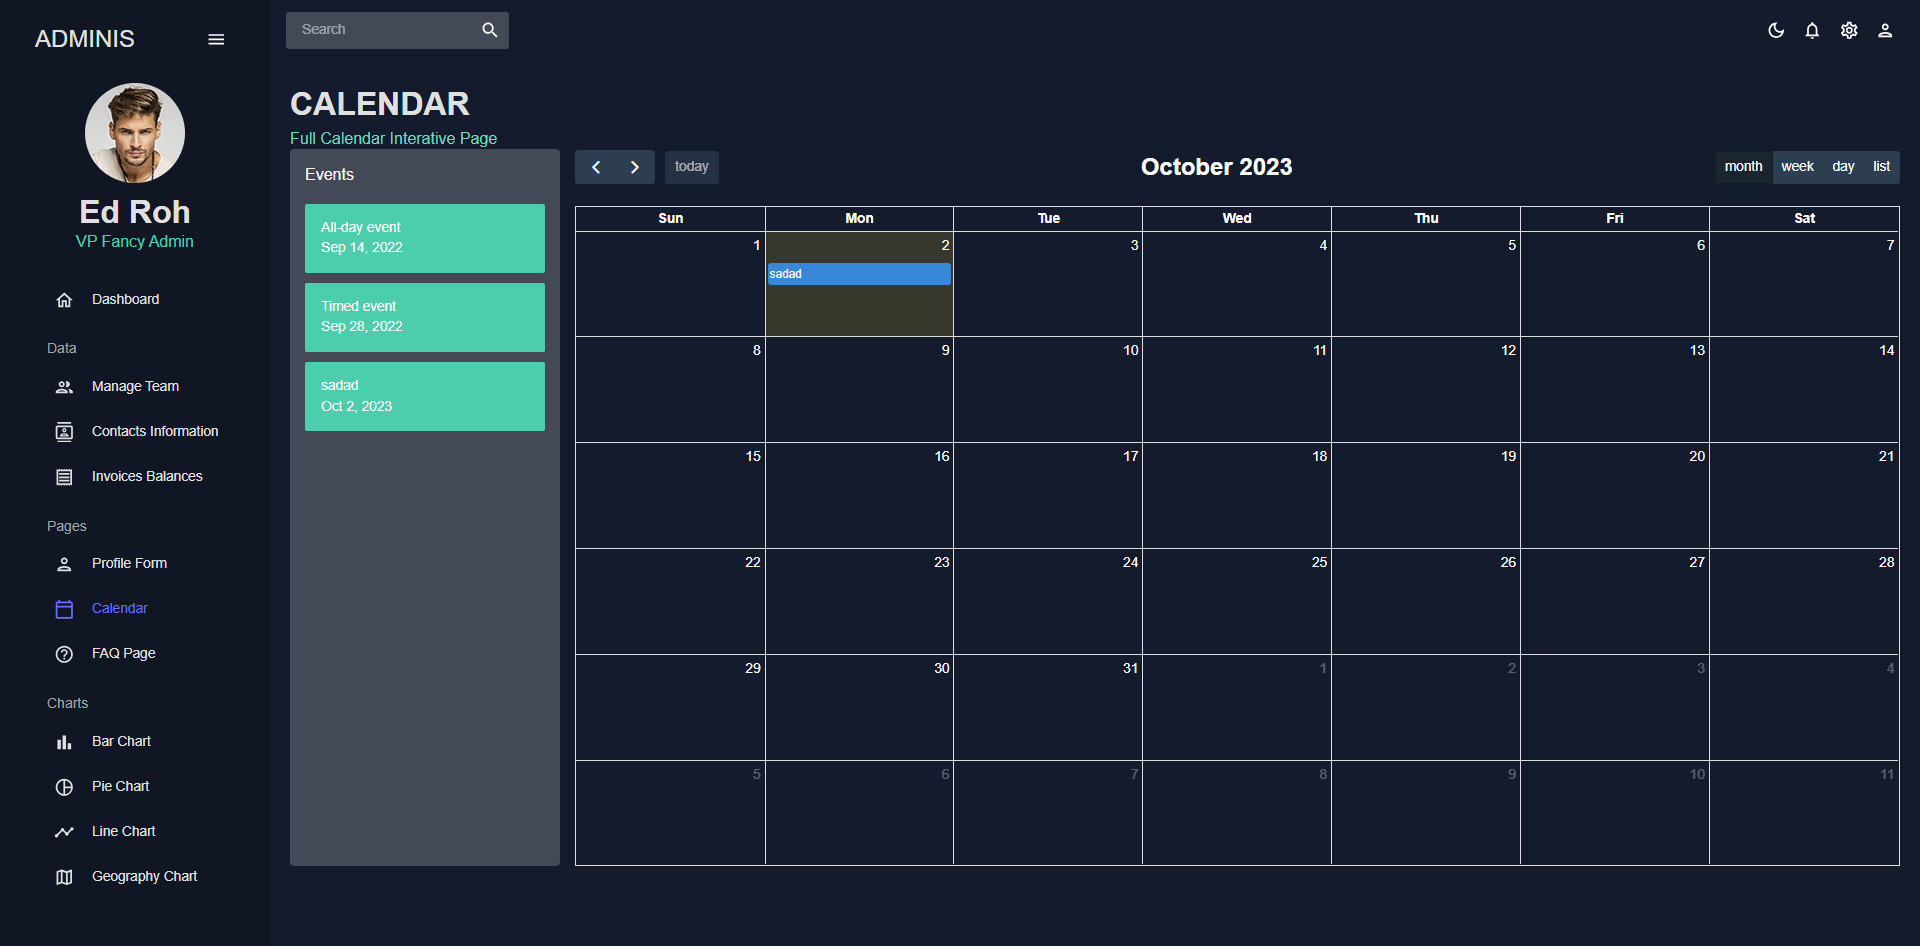 ADMINIS
Ed Roh
VP Fancy Admin
Dashboard
Data
Manage Team
Contacts Information
Invoices Balances
Pages
Profile Form
Calendar
FAQ Page
Charts
Bar Chart
Pie Chart
Line Chart
Geography Chart
Search
CALENDAR
Full Calendar Interative Page
Events
All-day event
Sep 14, 2022
Timed event
Sep 28, 2022
sadad
Oct 2, 2023
today
October 2023
month week day list
Sun Mon Tue Wed Thu Fri Sat
1 2 3 4 5 6 7
sadad
8 9 10 11 12 13 14
15 16 17 18 19 20 21
22 23 24 25 26 27 28
29 30 31 1 2 3 4
5 6 7 8 9 10 11